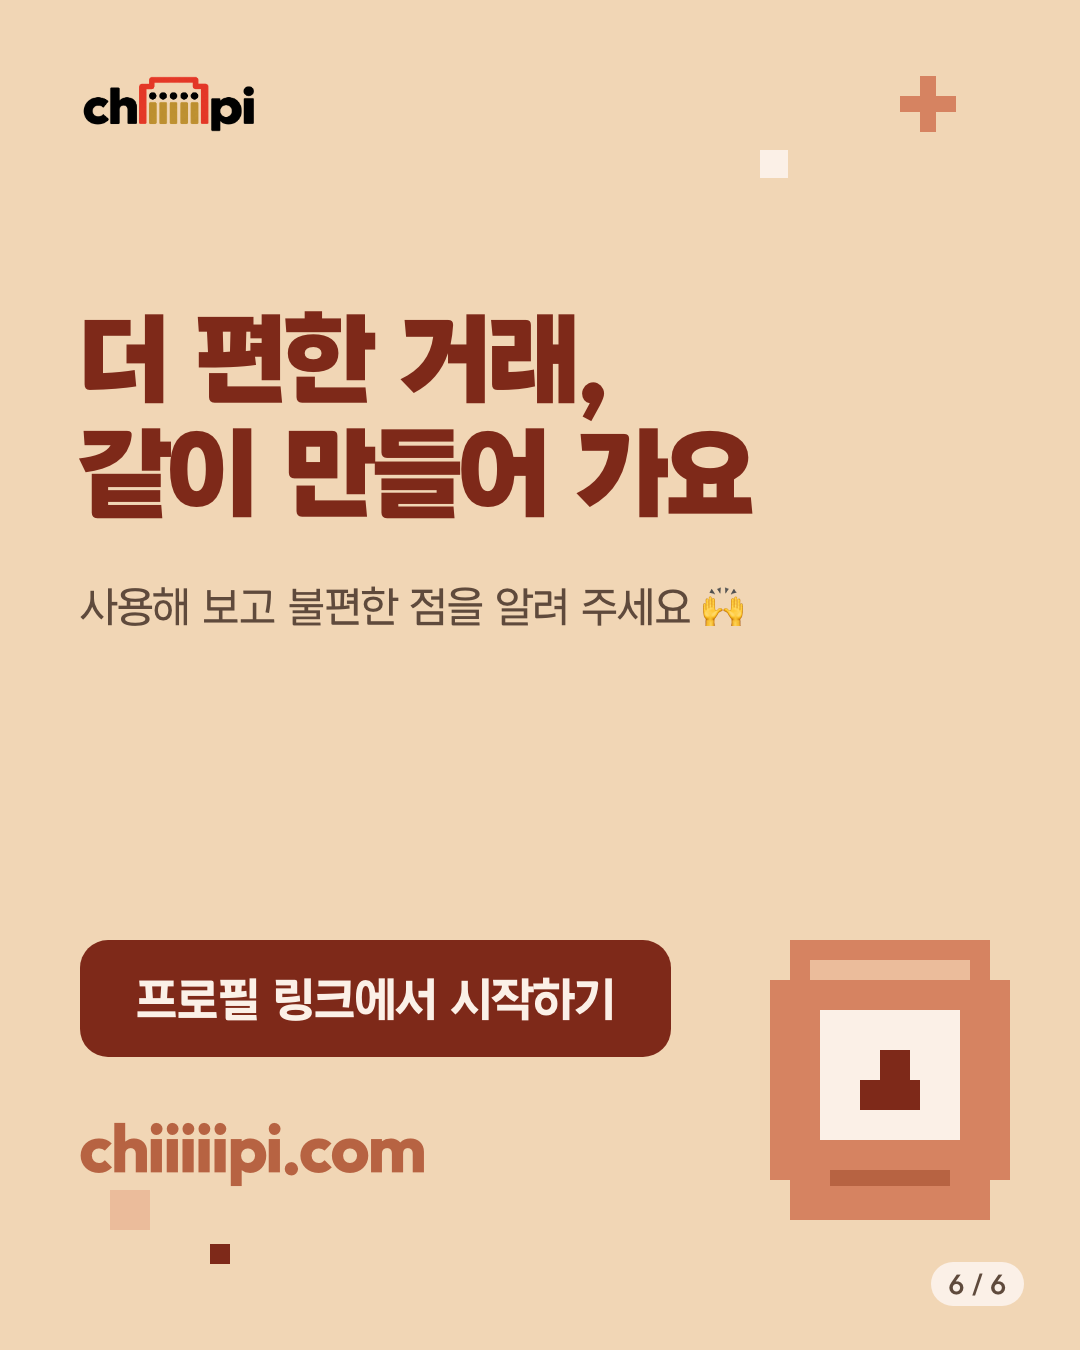 chiiiiipi
더 편한 거래,
같이 만들어 가요
사용해 보고 불편한 점을 알려 주세요 🙌
프로필 링크에서 시작하기
chiiiiipi.com
6 / 6